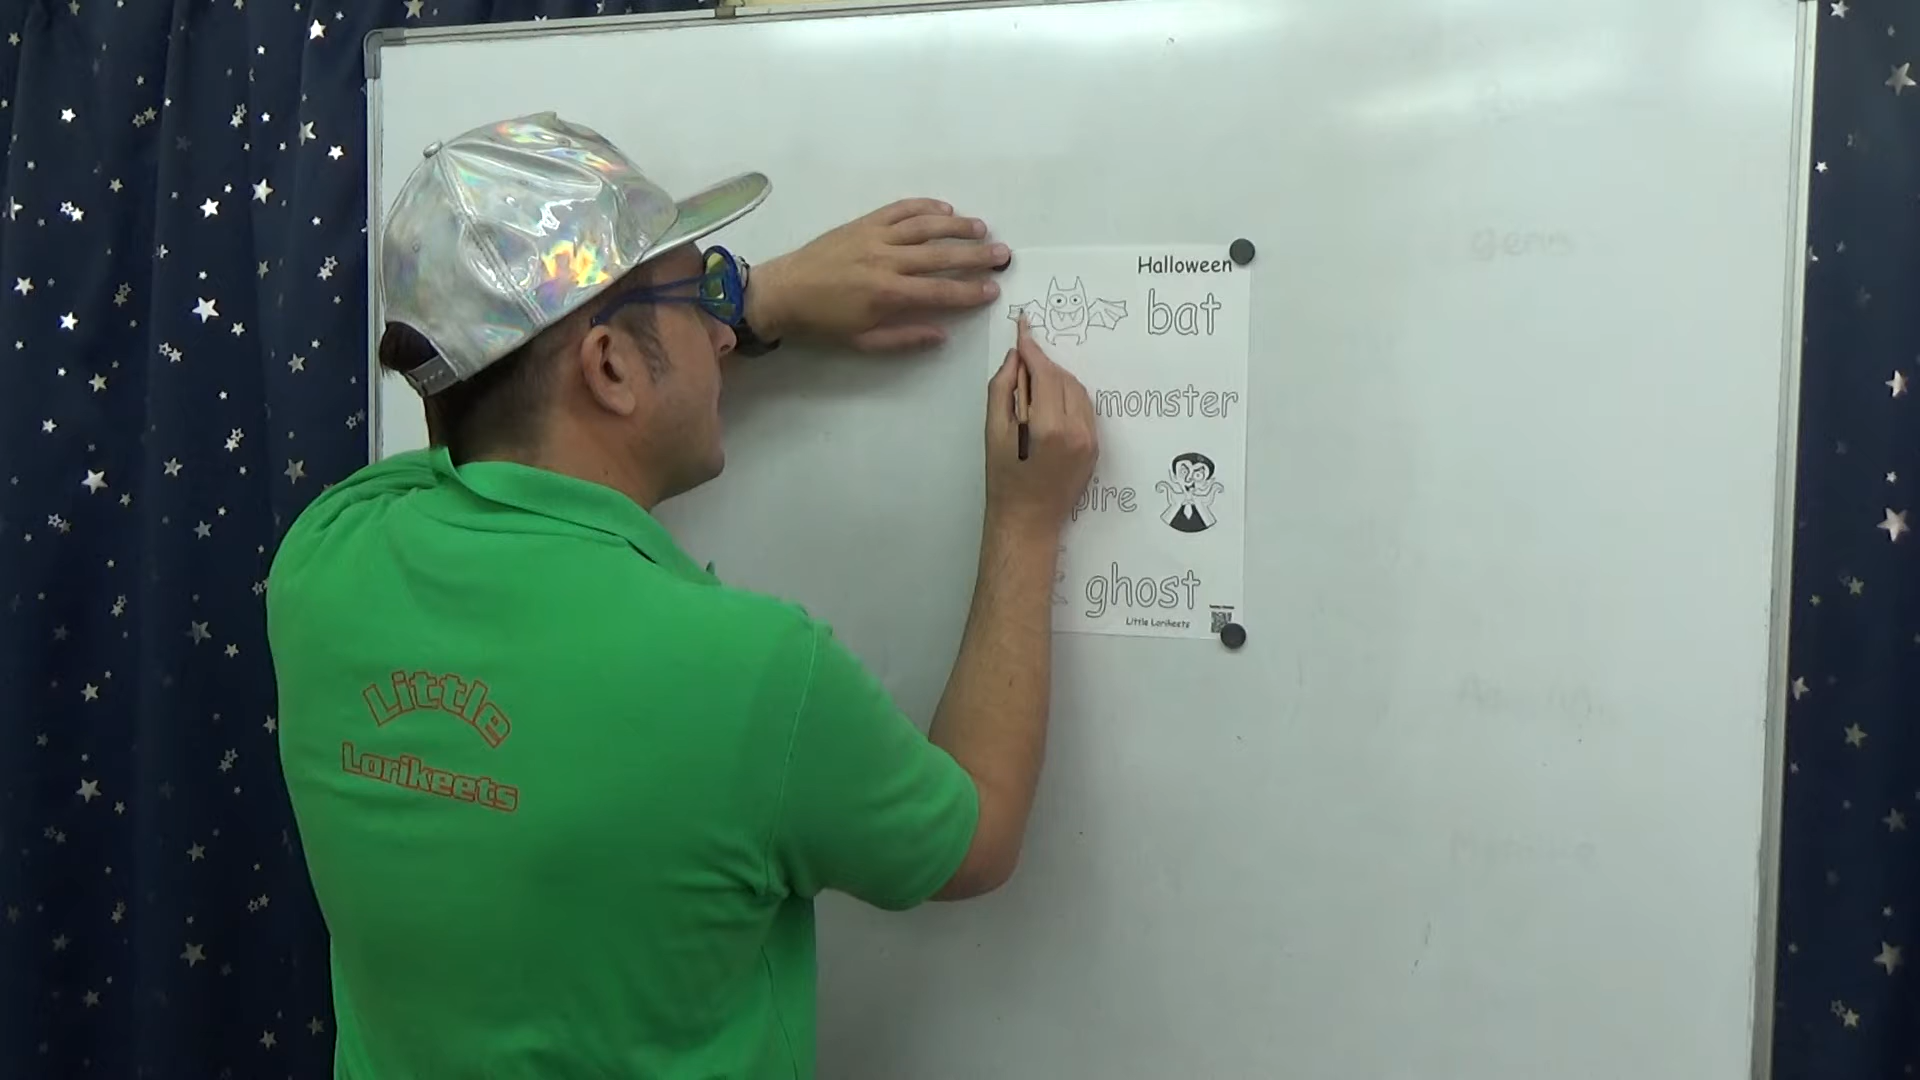 Halloween
bat
monster
pire
ghost
Little Lorikeets
Little
Lorikeets